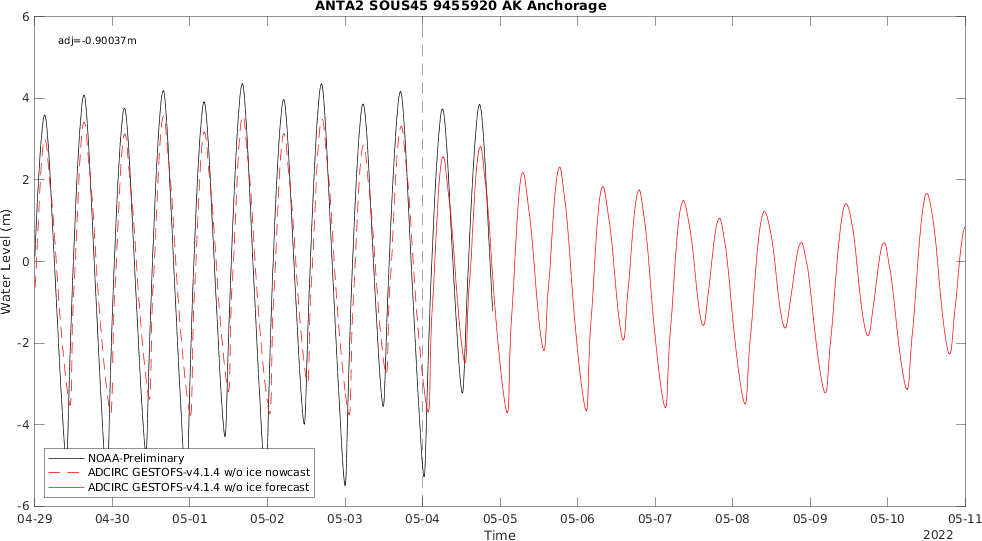 ANTA2 SOUS45 9455920 AK Anchorage
adj=-0.90037m
6
4
2
0
-2
-4
-6
Water Level (m)
NOAA-Preliminary
ADCIRC GESTOFS-v4.1.4 w/o ice nowcast
ADCIRC GESTOFS-v4.1.4 w/o ice forecast
04-29 04-30 05-01 05-02 05-03 05-04 05-05 05-06 05-07 05-08 05-09 05-10 05-11
Time
2022